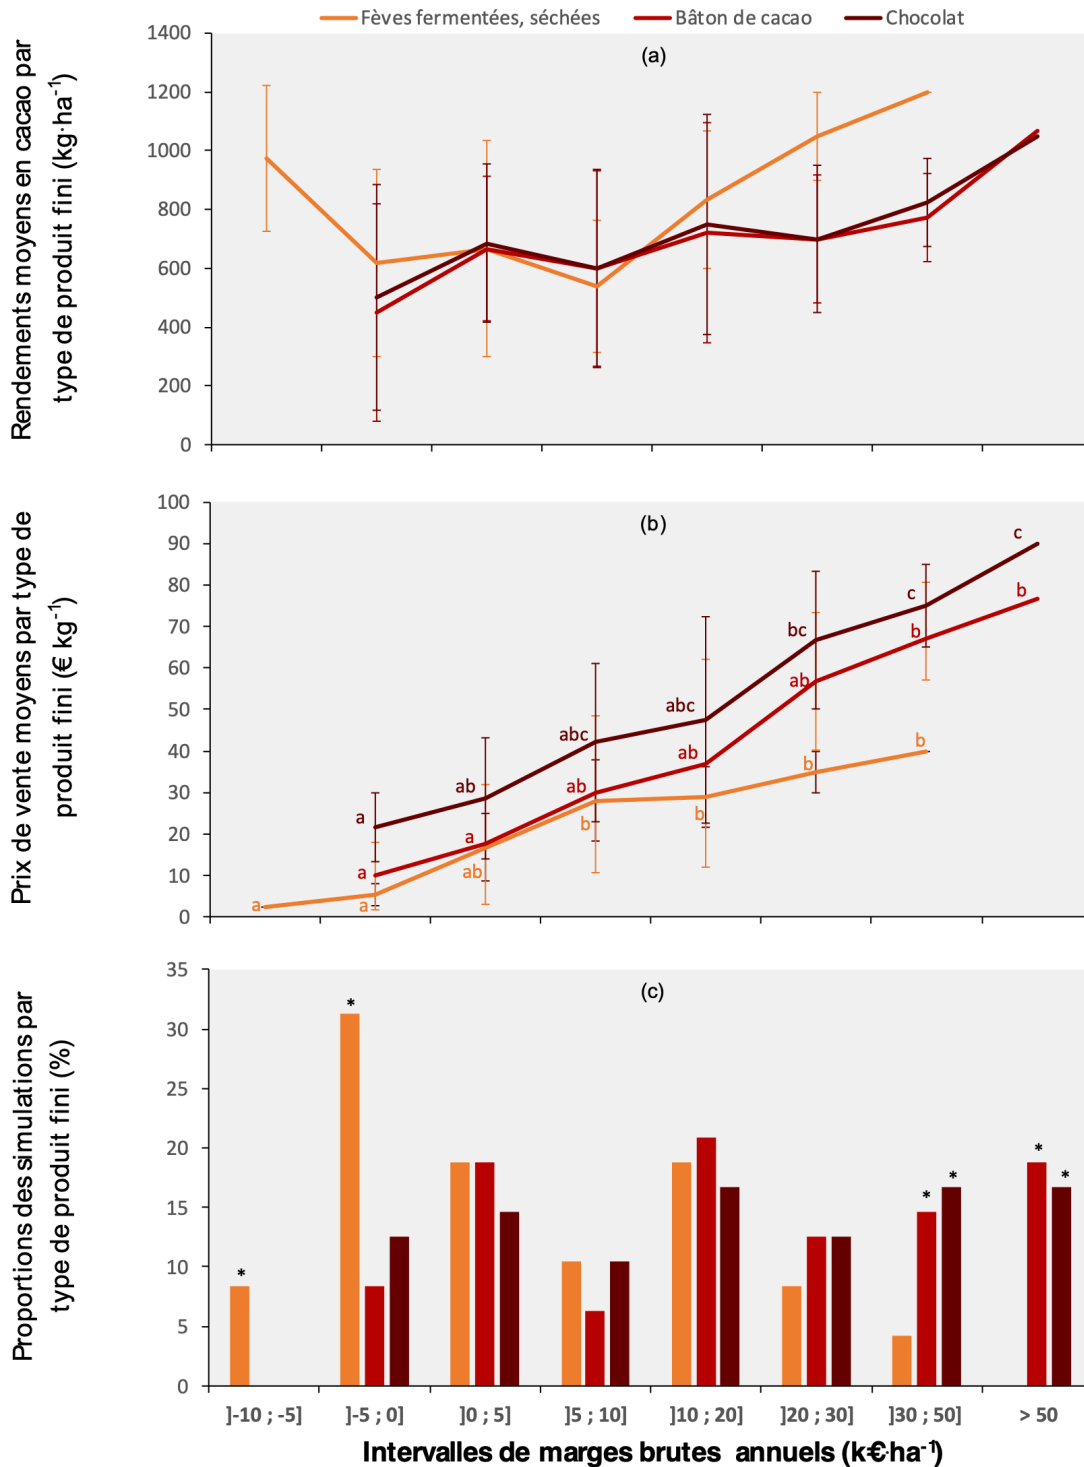 Fèves fermentées, séchées Bâton de cacao Chocolat
Rendements moyens en cacao par
type de produit fini (kg·ha-1)
(a)
1400
1200
1000
800
600
400
200
0
Prix de vente moyens par type de
produit fini (€ kg-1)
(b)
100
90
80
70
60
50
40
30
20
10
0
a a ab b b b b
a a ab ab ab b b
a ab abc abc bc c c
Proportions des simulations par
type de produit fini (%)
(c)
35
30
25
20
15
10
5
0
* * * * * *
]-10 ; -5] ]-5 ; 0] ]0 ; 5] ]5 ; 10] ]10 ; 20] ]20 ; 30] ]30 ; 50] > 50
Intervalles de marges brutes annuels (k€·ha-1)